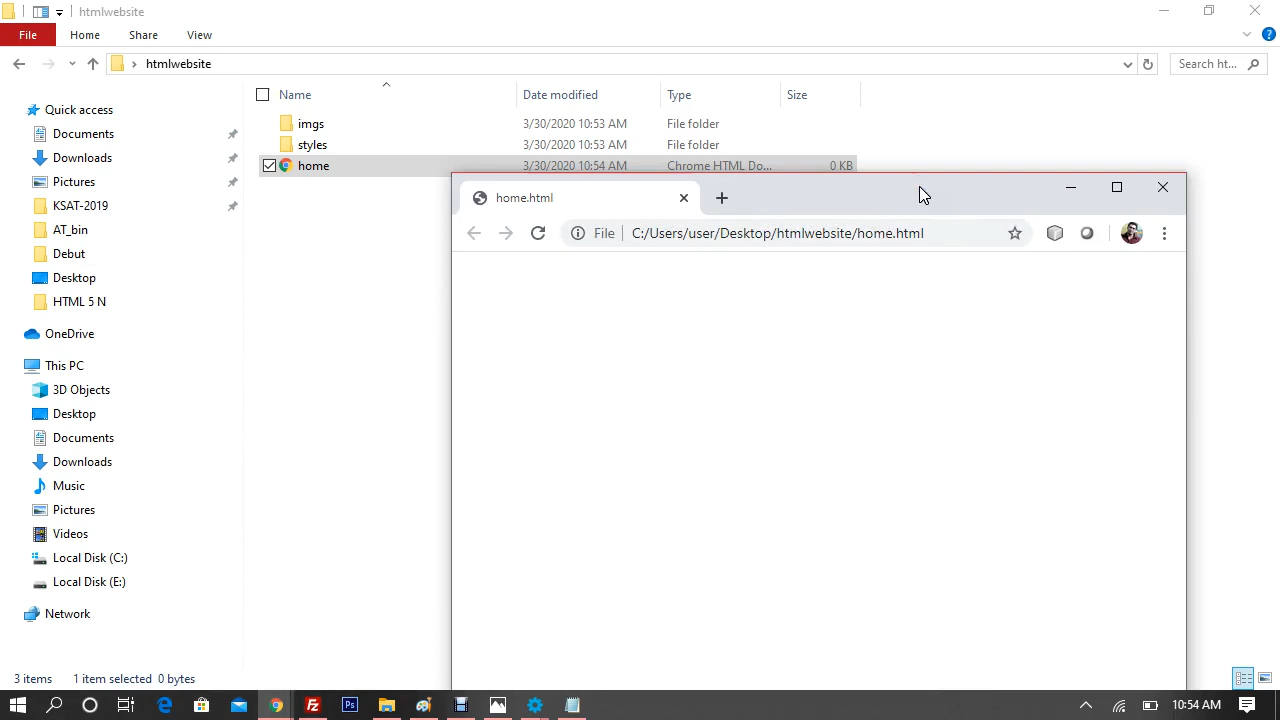 htmlwebsite
File Home Share View
htmlwebsite
Search ht...
Name Date modified Type Size
imgs 3/30/2020 10:53 AM File folder
styles 3/30/2020 10:53 AM File folder
home 3/30/2020 10:54 AM Chrome HTML Do... 0 KB
Quick access
Documents
Downloads
Pictures
KSAT-2019
AT_bin
Debut
Desktop
HTML 5 N
OneDrive
This PC
3D Objects
Desktop
Documents
Downloads
Music
Pictures
Videos
Local Disk (C:)
Local Disk (E:)
Network
home.html
File C:/Users/user/Desktop/htmlwebsite/home.html
3 items 1 item selected 0 bytes
Fz
Ps
10:54 AM